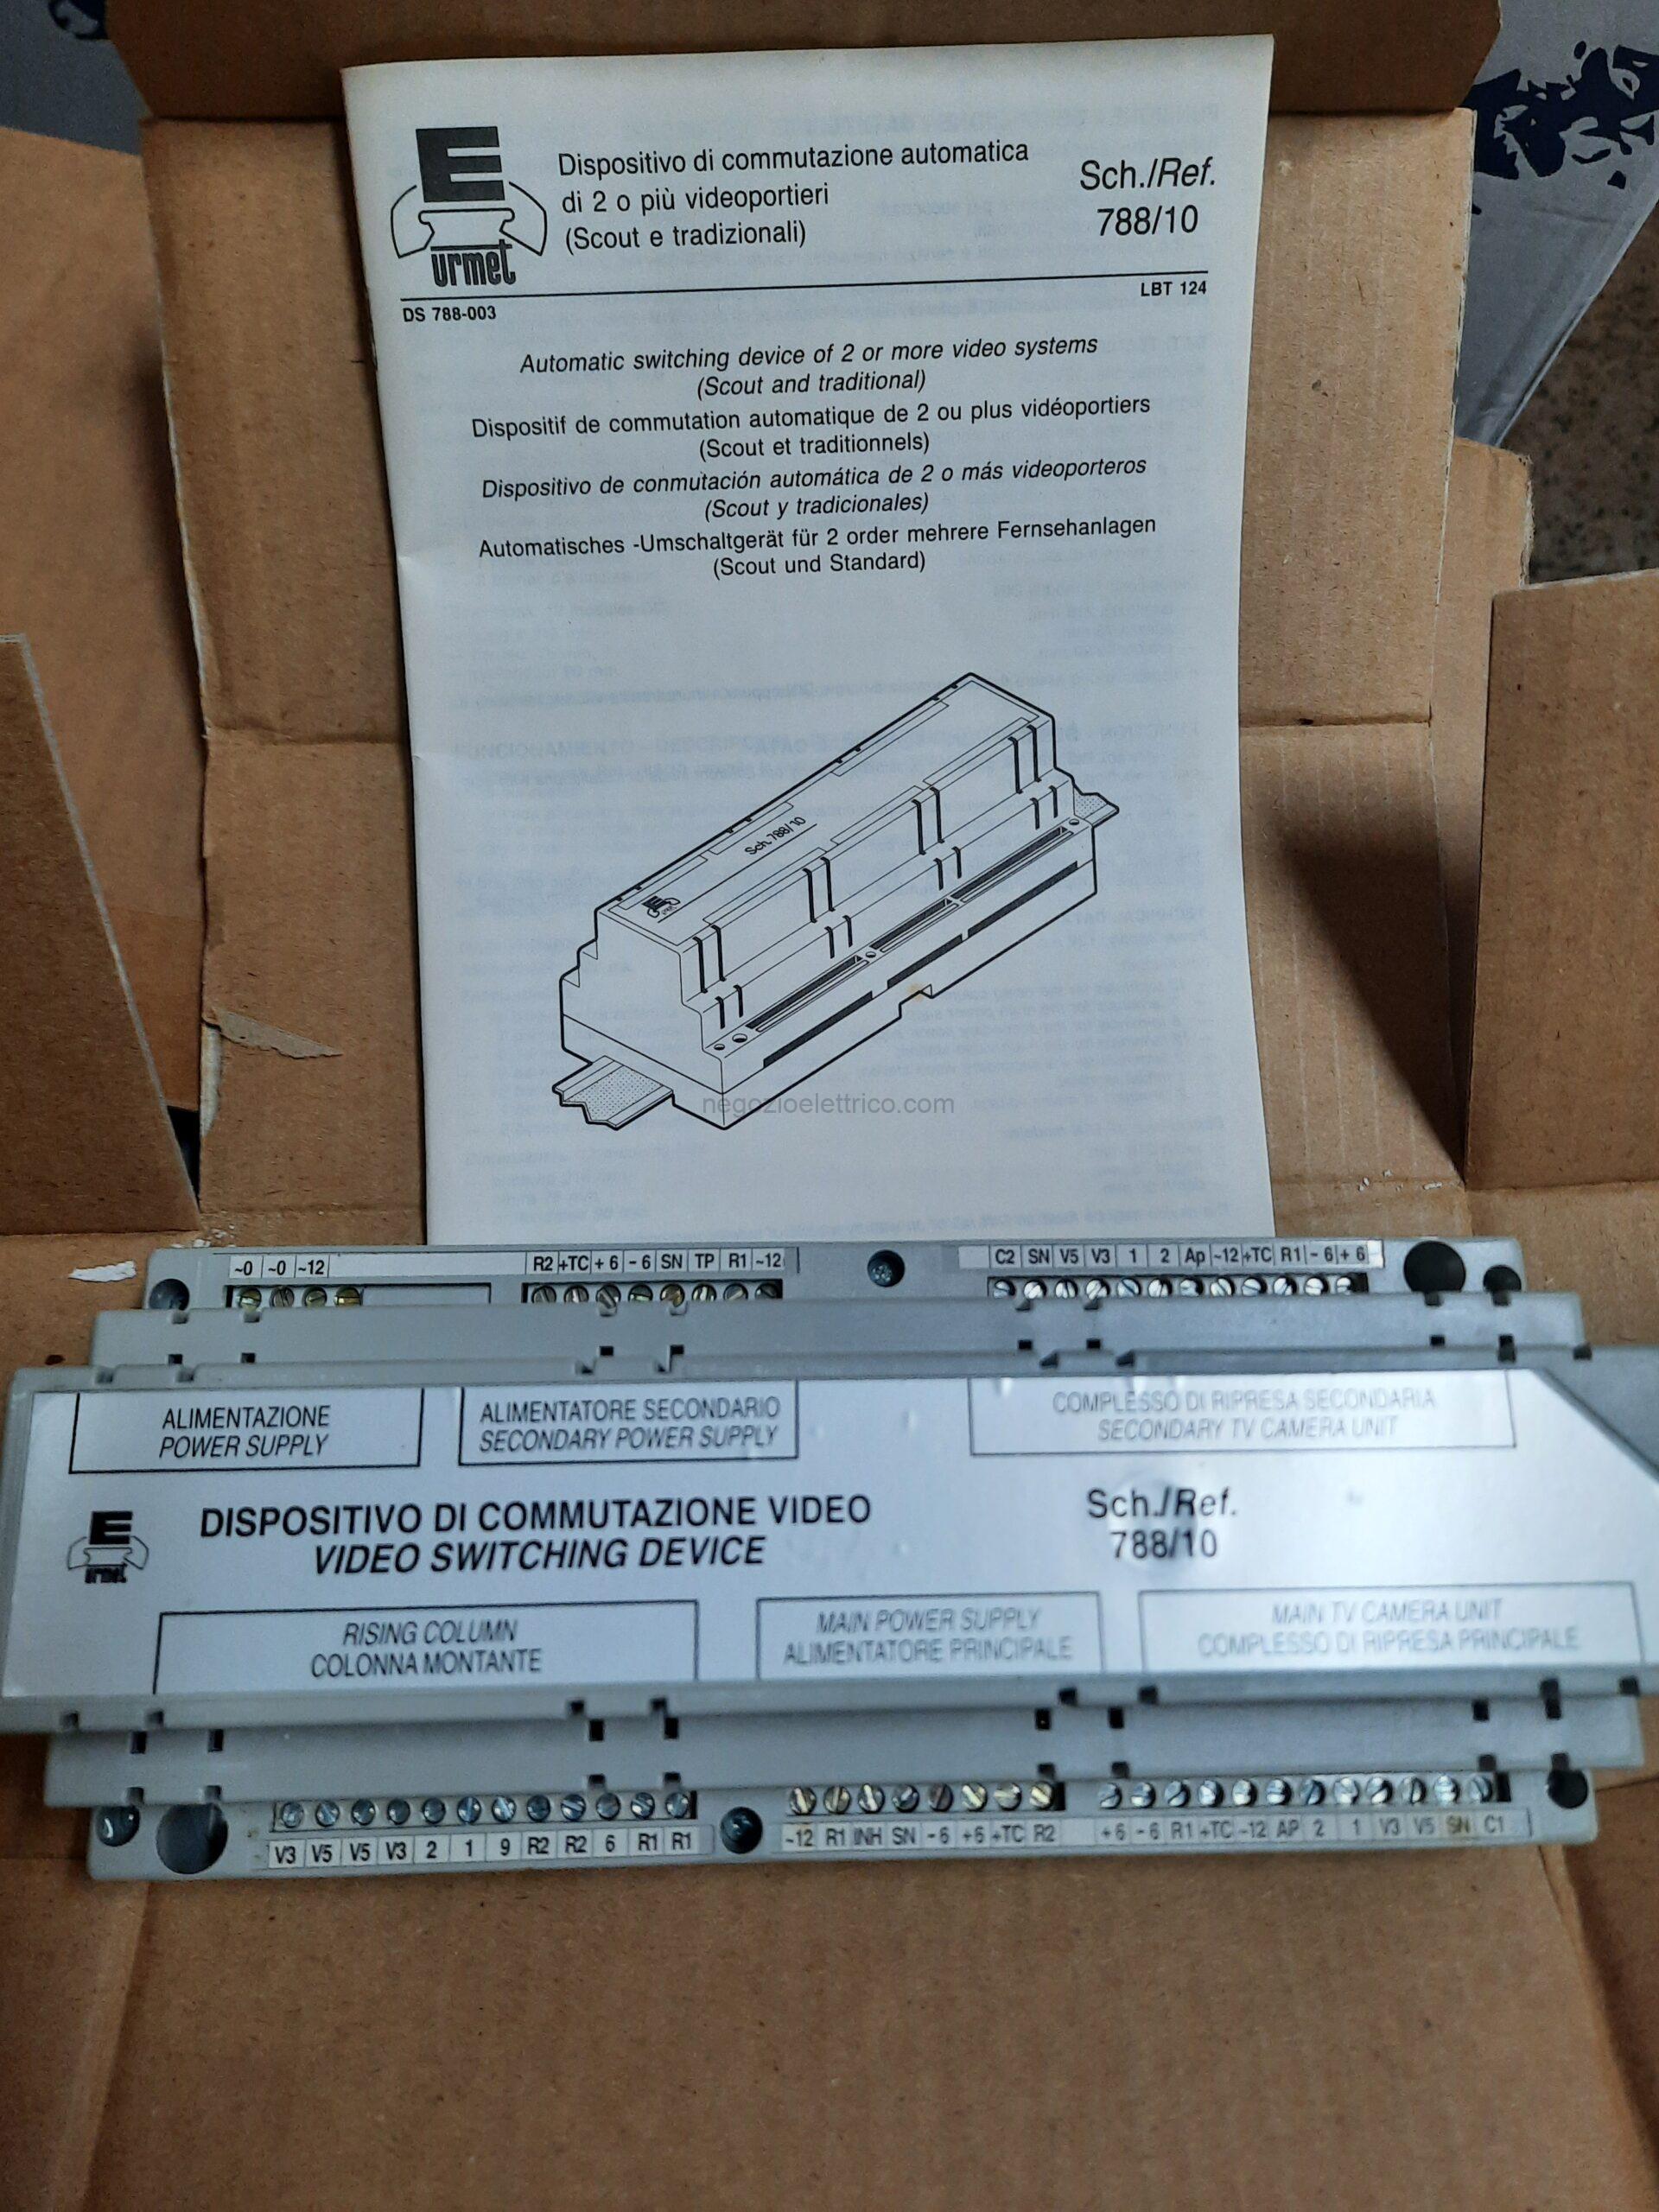 E
urmet
Dispositivo di commutazione automatica
di 2 o più videoportieri
(Scout e tradizionali)
Sch./Ref.
788/10
DS 788-003
LBT 124
Automatic switching device of 2 or more video systems
(Scout and traditional)
Dispositif de commutation automatique de 2 ou plus vidéoportiers
(Scout et traditionnels)
Dispositivo de conmutación automática de 2 o más videoporteros
(Scout y tradicionales)
Automatisches -Umschaltgerät für 2 order mehrere Fernsehanlagen
(Scout und Standard)
Sch. 788/10
negozioelettrico.com
~0 ~0 ~12
R2 +TC +6 -6 SN TP R1 ~12
C2 SN V5 V3 1 2 Ap ~12 +TC R1 -6 +6
ALIMENTAZIONE
POWER SUPPLY
ALIMENTATORE SECONDARIO
SECONDARY POWER SUPPLY
COMPLESSO DI RIPRESA SECONDARIA
SECONDARY TV CAMERA UNIT
E
urmet
DISPOSITIVO DI COMMUTAZIONE VIDEO
VIDEO SWITCHING DEVICE
Sch./Ref.
788/10
RISING COLUMN
COLONNA MONTANTE
MAIN POWER SUPPLY
ALIMENTATORE PRINCIPALE
MAIN TV CAMERA UNIT
COMPLESSO DI RIPRESA PRINCIPALE
V3 V5 V5 V3 2 1 9 R2 R2 6 R1 R1
~12 R1 INH SN -6 +6 +TC R2
+6 -6 R1 +TC ~12 AP 2 1 V3 V5 SN C1